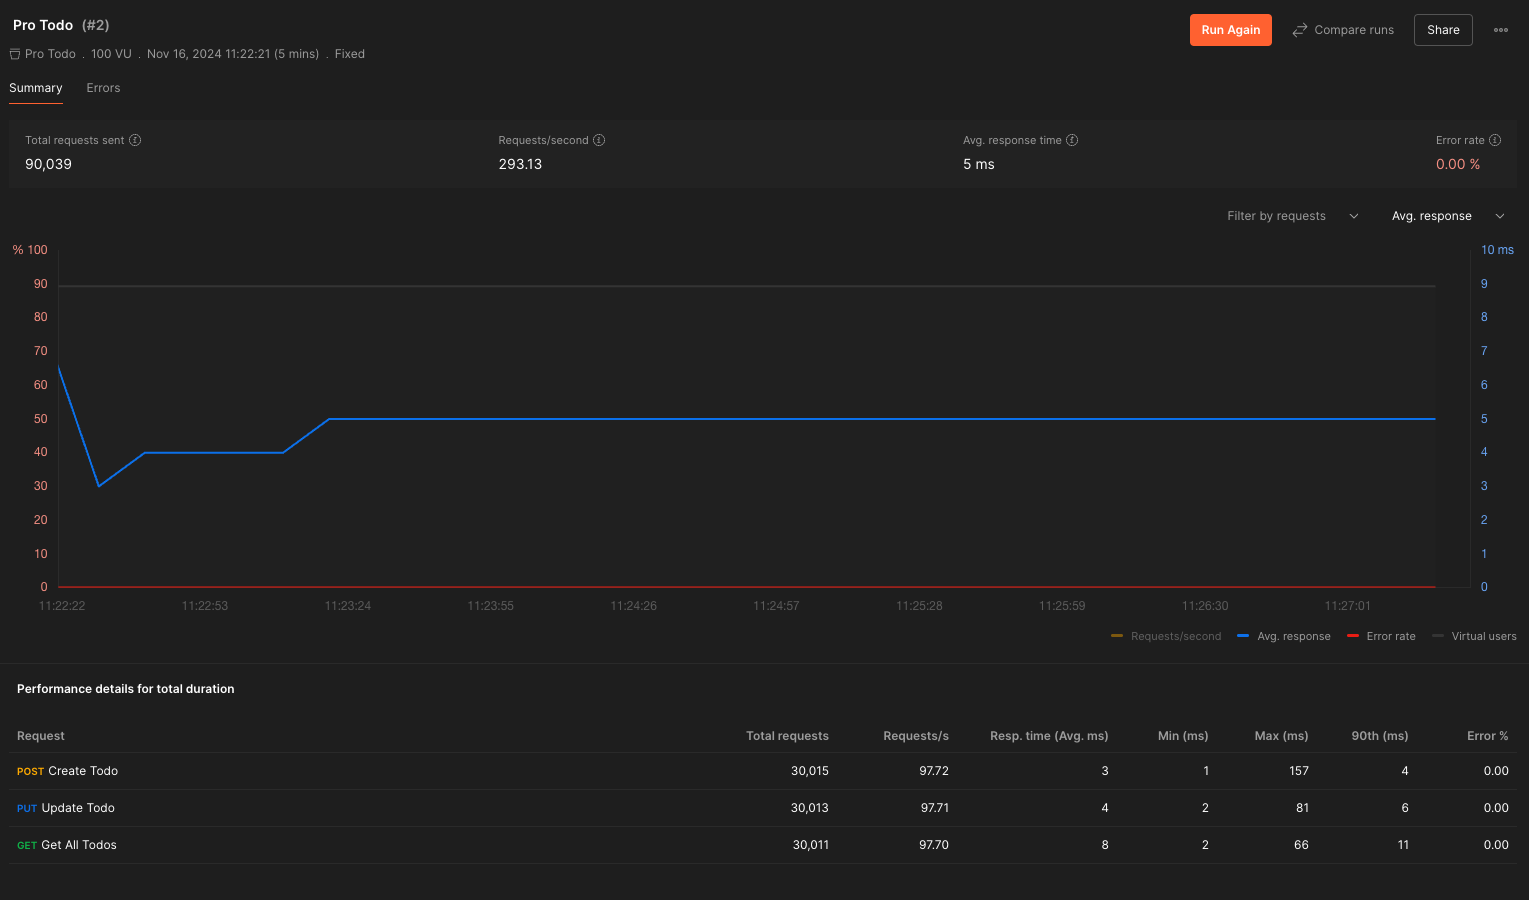 Pro Todo (#2)
Run Again
Compare runs
Share
Pro Todo . 100 VU . Nov 16, 2024 11:22:21 (5 mins) . Fixed
Summary Errors
Total requests sent Requests/second Avg. response time Error rate
90,039 293.13 5 ms 0.00 %
Filter by requests Avg. response
% 100 10 ms
90 9
80 8
70 7
60 6
50 5
40 4
30 3
20 2
10 1
0 0
11:22:22 11:22:53 11:23:24 11:23:55 11:24:26 11:24:57 11:25:28 11:25:59 11:26:30 11:27:01
Requests/second Avg. response Error rate Virtual users
Performance details for total duration
Request Total requests Requests/s Resp. time (Avg. ms) Min (ms) Max (ms) 90th (ms) Error %
POST Create Todo 30,015 97.72 3 1 157 4 0.00
PUT Update Todo 30,013 97.71 4 2 81 6 0.00
GET Get All Todos 30,011 97.70 8 2 66 11 0.00